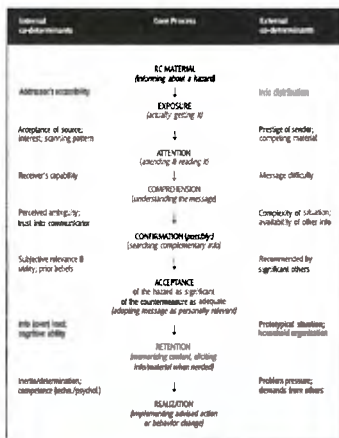 Internal
co-determinants
Core Process
External
co-determinants
RC MATERIAL
(informing about a hazard)
Addressee's accessibility
Info distribution
EXPOSURE
(actually getting it)
Acceptance of source;
interest, scanning pattern
Prestige of sender;
competing material
ATTENTION
(attending & reading it)
Receiver's capability
Message difficulty
COMPREHENSION
(understanding the message)
Perceived ambiguity;
trust into communicator
Complexity of situation;
availability of other info
CONFIRMATION (possibly:)
(searching complementary info)
Subjective relevance &
utility; prior beliefs
Recommended by
significant others
ACCEPTANCE
of the hazard as significant
of the countermeasure as adequate
(adopting message as personally relevant)
Info (over) load;
cognitive ability
Prototypical situation;
household organization
RETENTION
(memorizing content, eliciting
info/material when needed)
Inertia/determination;
competence (techn./psychol.)
Problem pressure;
demands from others
REALIZATION
(implementing advised action
or behavior change)